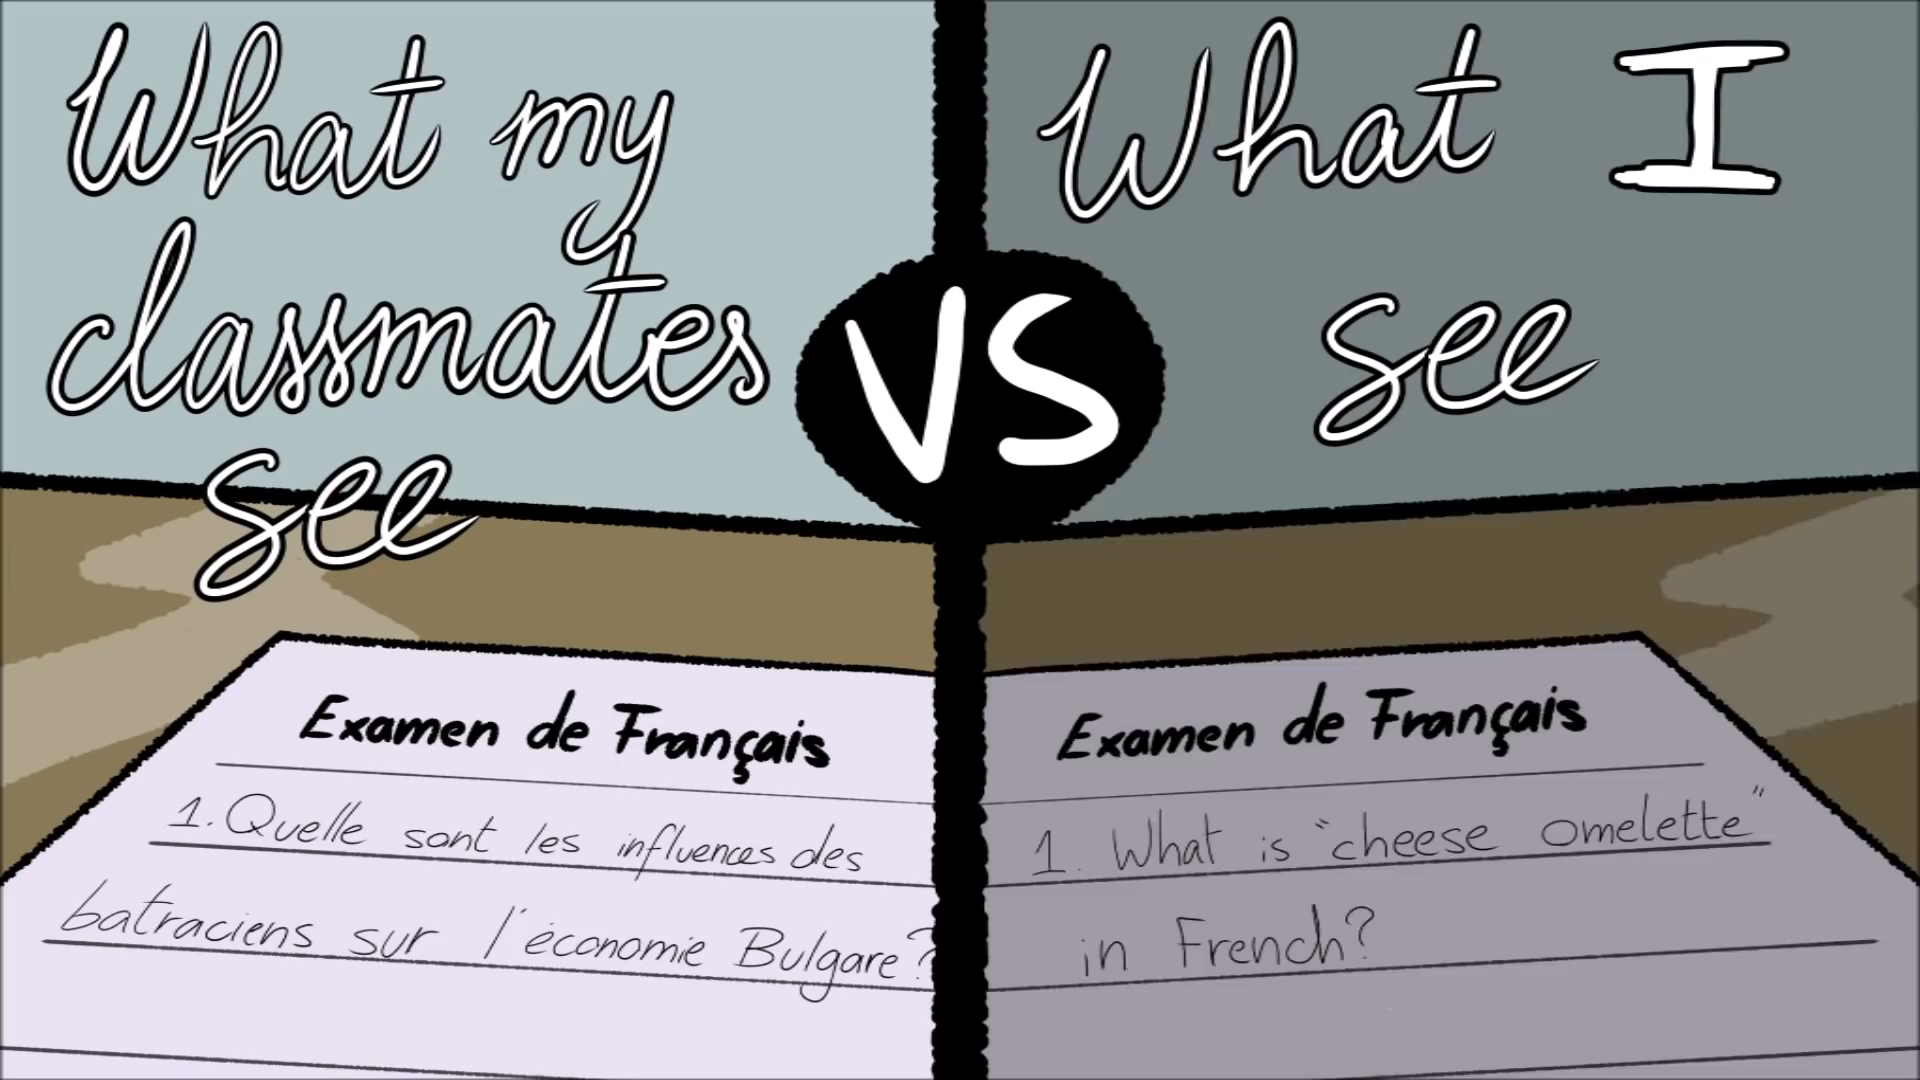 What my
classmates
see
VS
What I
see
Examen de Français
1. Quelle sont les influences des
batraciens sur l'économie Bulgare?
Examen de Français
1. What is "cheese omelette"
in French?